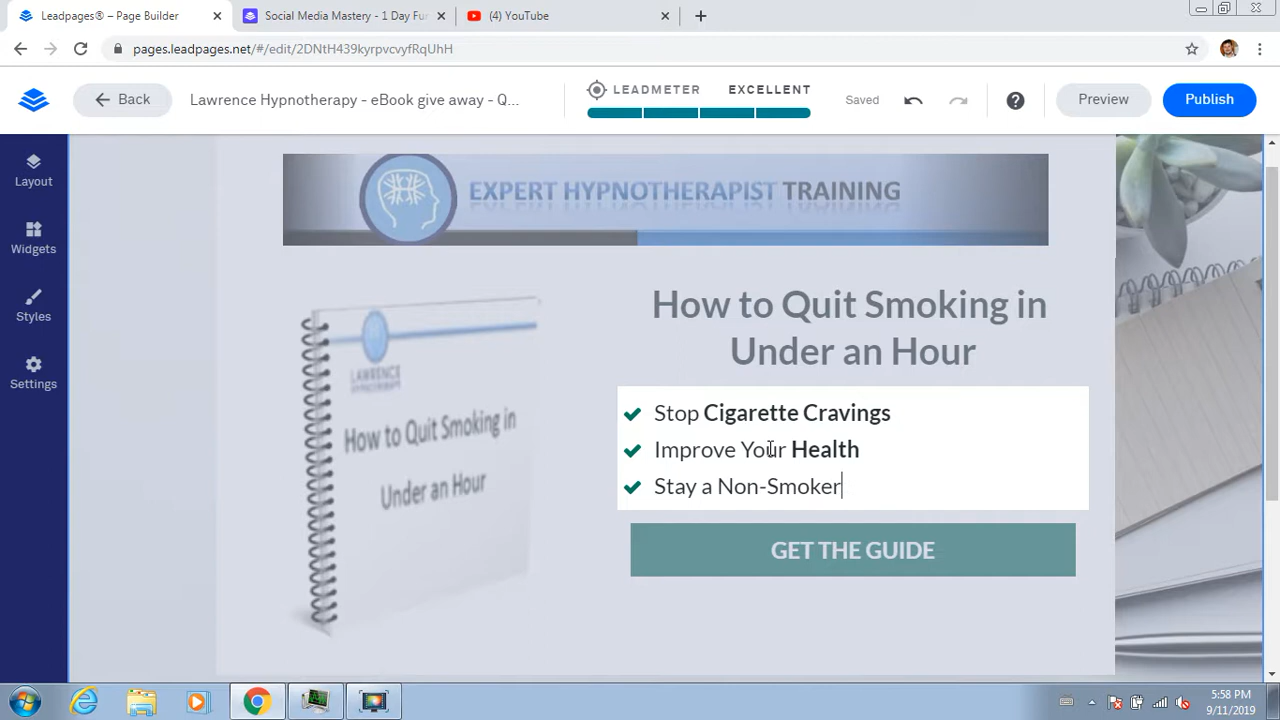 Leadpages® – Page Builder
Social Media Mastery - 1 Day Fu
(4) YouTube
pages.leadpages.net/#/edit/2DNtH439kyrpvcvyfRqUhH
Back
Lawrence Hypnotherapy - eBook give away - Q...
LEADMETER EXCELLENT
Saved
Preview
Publish
Layout
Widgets
Styles
Settings
EXPERT HYPNOTHERAPIST TRAINING
LAWRENCE
HYPNOTHERAPY
How to Quit Smoking in
Under an Hour
How to Quit Smoking in
Under an Hour
Stop Cigarette Cravings
Improve Your Health
Stay a Non-Smoker
GET THE GUIDE
5:58 PM
9/11/2019